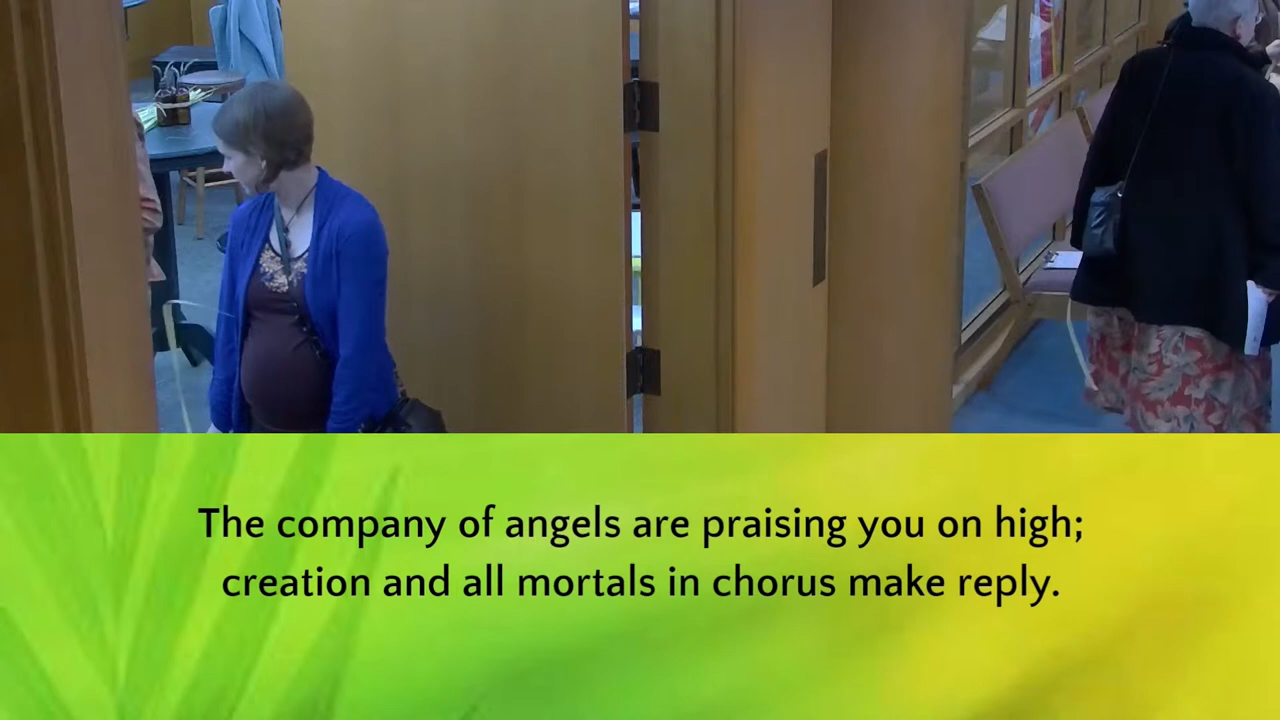 The company of angels are praising you on high;
creation and all mortals in chorus make reply.